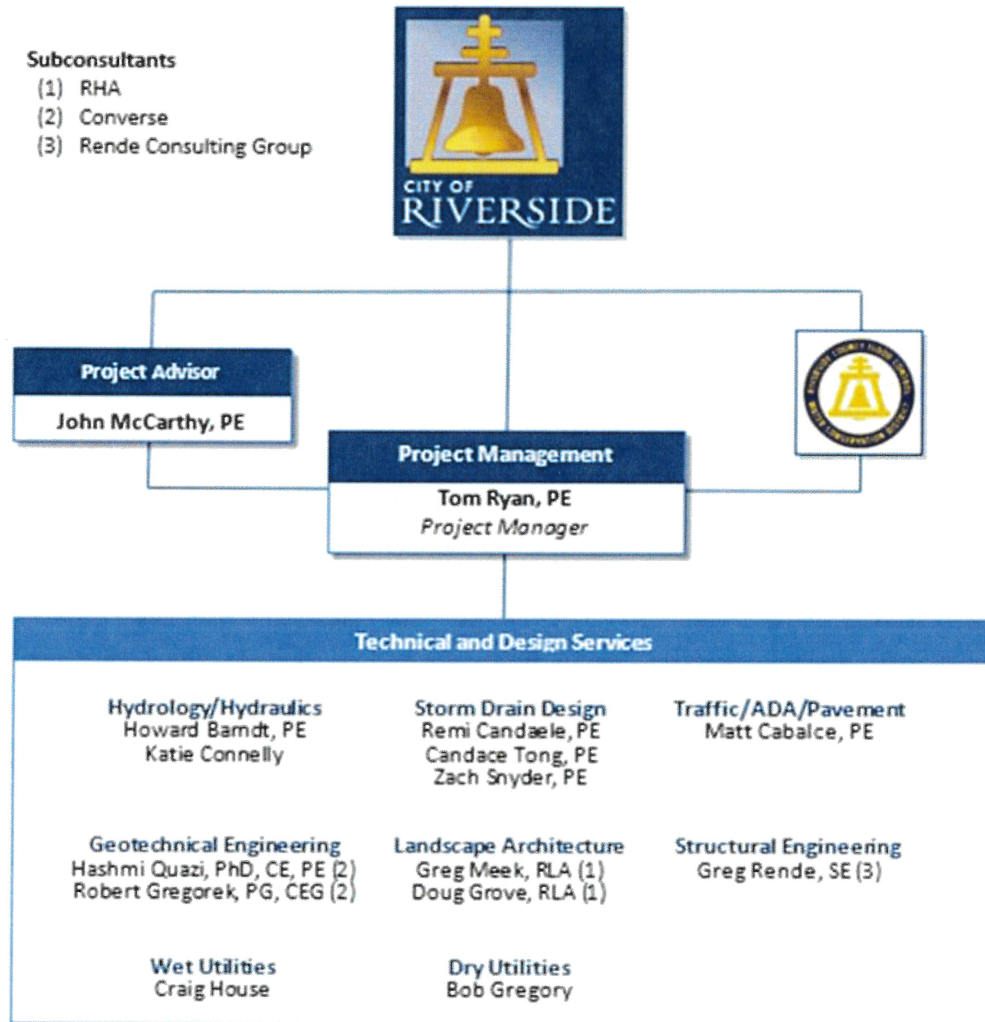 Subconsultants
(1) RHA
(2) Converse
(3) Rende Consulting Group
CITY OF
RIVERSIDE
Project Advisor
John McCarthy, PE
RIVERSIDE COUNTY FLOOD CONTROL
Project Management
Tom Ryan, PE
Project Manager
Technical and Design Services
Hydrology/Hydraulics
Howard Barndt, PE
Katie Connelly
Storm Drain Design
Remi Candaele, PE
Candace Tong, PE
Zach Snyder, PE
Traffic/ADA/Pavement
Matt Cabalce, PE
Geotechnical Engineering
Hashmi Quazi, PhD, CE, PE (2)
Robert Gregorek, PG, CEG (2)
Landscape Architecture
Greg Meek, RLA (1)
Doug Grove, RLA (1)
Structural Engineering
Greg Rende, SE (3)
Wet Utilities
Craig House
Dry Utilities
Bob Gregory